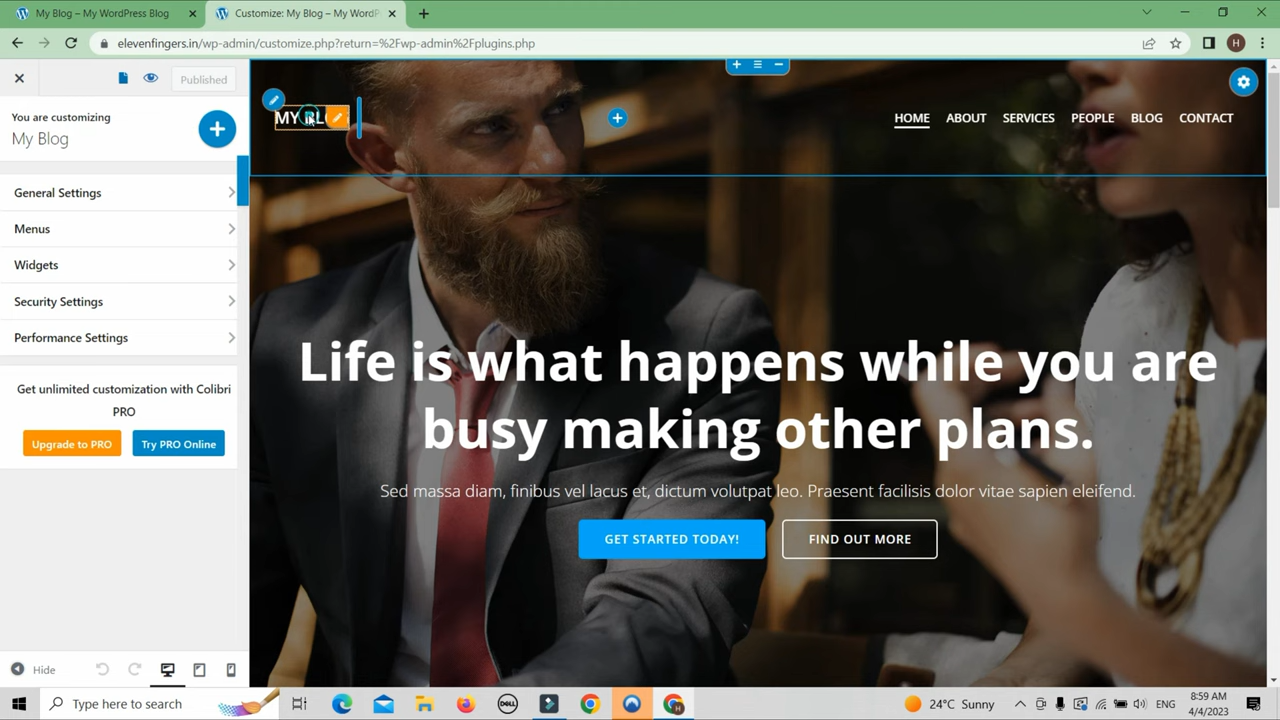 My Blog – My WordPress Blog
Customize: My Blog – My WordP
elevenfingers.in/wp-admin/customize.php?return=%2Fwp-admin%2Fplugins.php
H
Published
You are customizing
My Blog
General Settings
Menus
Widgets
Security Settings
Performance Settings
Get unlimited customization with Colibri
PRO
Upgrade to PRO
Try PRO Online
Hide
MY BL
HOME
ABOUT
SERVICES
PEOPLE
BLOG
CONTACT
Life is what happens while you are
busy making other plans.
Sed massa diam, finibus vel lacus et, dictum volutpat leo. Praesent facilisis dolor vitae sapien eleifend.
GET STARTED TODAY!
FIND OUT MORE
Type here to search
DELL
24°C Sunny
ENG
8:59 AM
4/4/2023